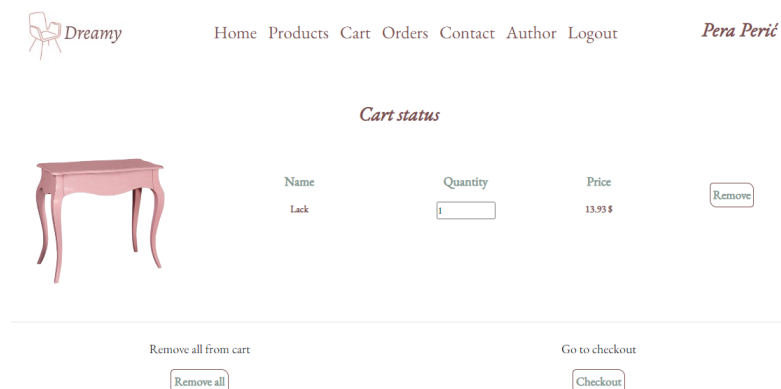 Dreamy Home Products Cart Orders Contact Author Logout Pera Perić
Cart status
Name Quantity Price
Remove
Lack 1 13.93 $
Remove all from cart Go to checkout
Remove all Checkout